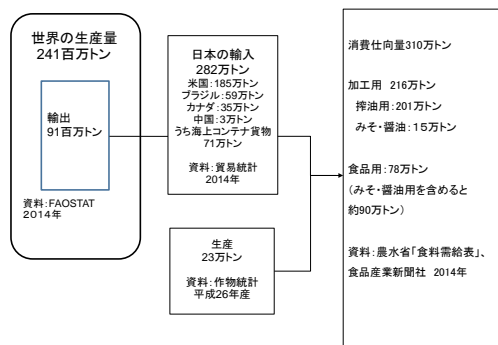 世界の生産量
241百万トン
輸出
91百万トン
資料:FAOSTAT
2014年
日本の輸入
282万トン
米国:185万トン
ブラジル:59万トン
カナダ:35万トン
中国:3万トン
うち海上コンテナ貨物
71万トン
資料:貿易統計
2014年
生産
23万トン
資料:作物統計
平成26年産
消費仕向量310万トン
加工用 216万トン
搾油用:201万トン
みそ・醤油:15万トン
食品用:78万トン
(みそ・醤油用を含めると
約90万トン)
資料:農水省「食料需給表」、
食品産業新聞社 2014年